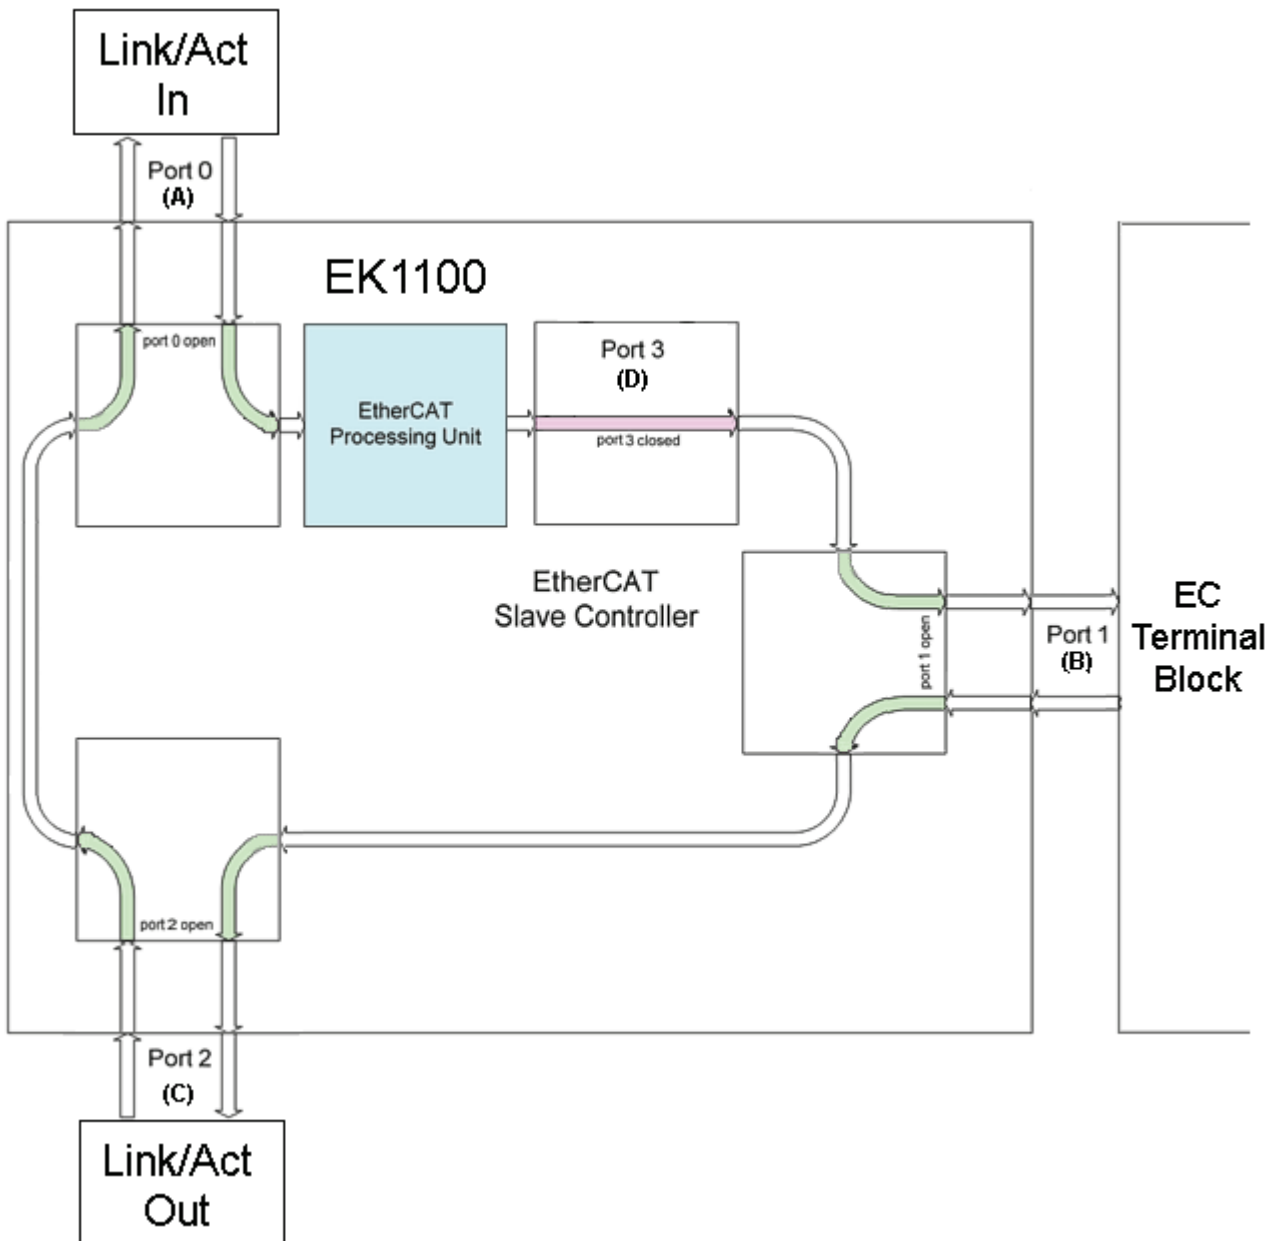 Link/Act
In
Port 0
(A)
EK1100
port 0 open
EtherCAT
Processing Unit
Port 3
(D)
port 3 closed
EtherCAT
Slave Controller
port 1 open
Port 1
(B)
EC
Terminal
Block
port 2 open
Port 2
(C)
Link/Act
Out